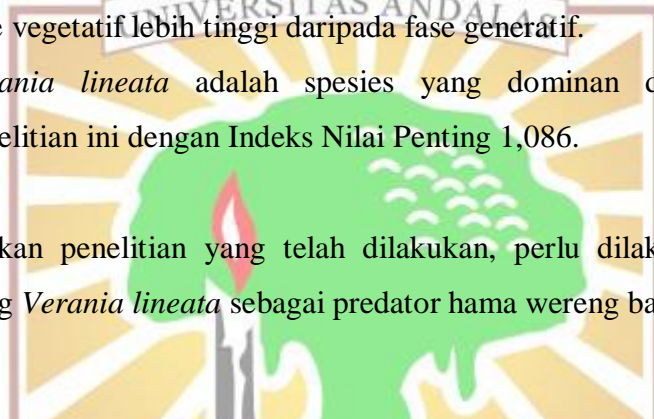 UNIVERSITAS ANDALA
e vegetatif lebih tinggi daripada fase generatif.
ania lineata adalah spesies yang dominan d
elitian ini dengan Indeks Nilai Penting 1,086.
kan penelitian yang telah dilakukan, perlu dilak
g Verania lineata sebagai predator hama wereng ba